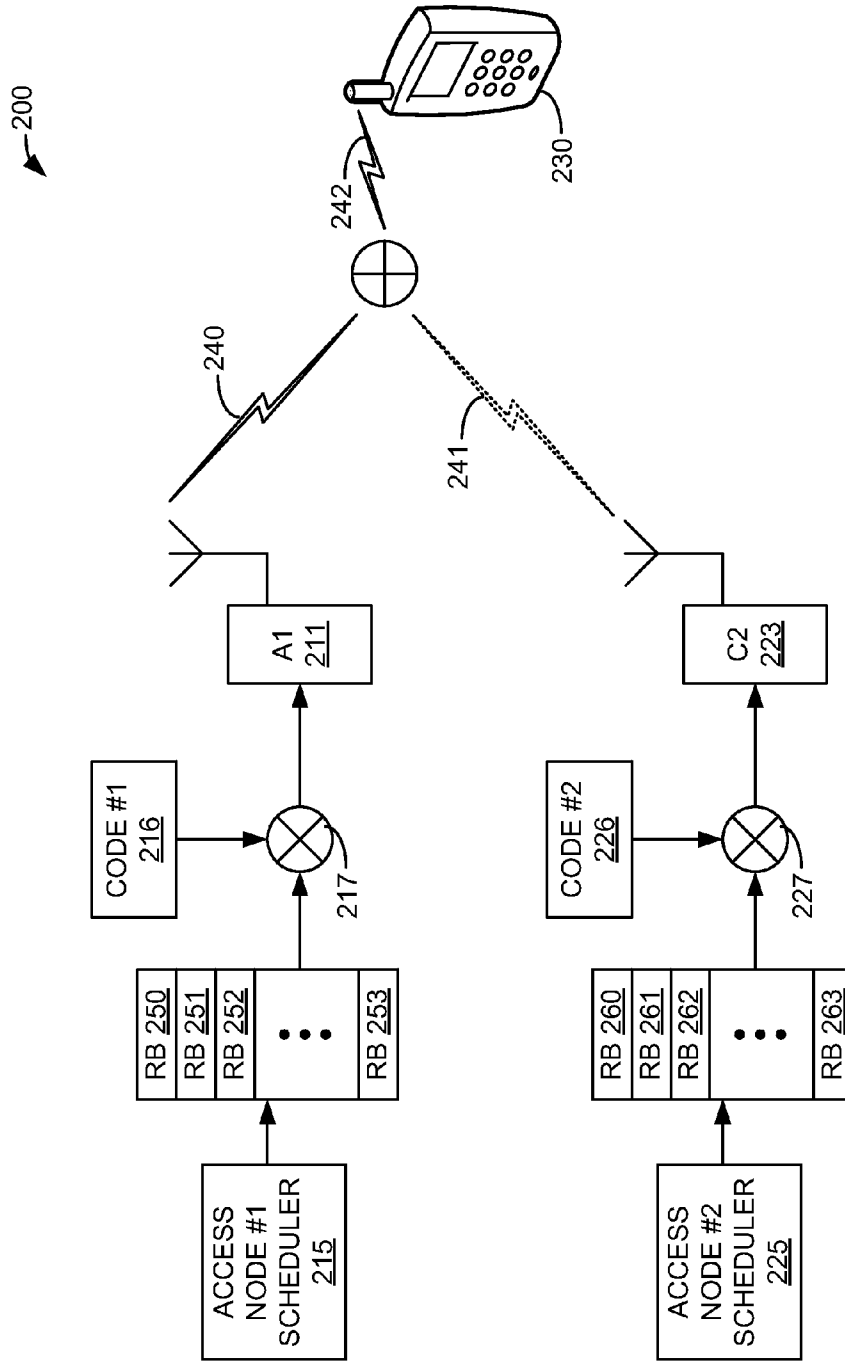 200
ACCESS
NODE #1
SCHEDULER
215
RB 250
RB 251
RB 252
RB 253
CODE #1
216
217
A1
211
240
242
230
241
ACCESS
NODE #2
SCHEDULER
225
RB 260
RB 261
RB 262
RB 263
CODE #2
226
227
C2
223